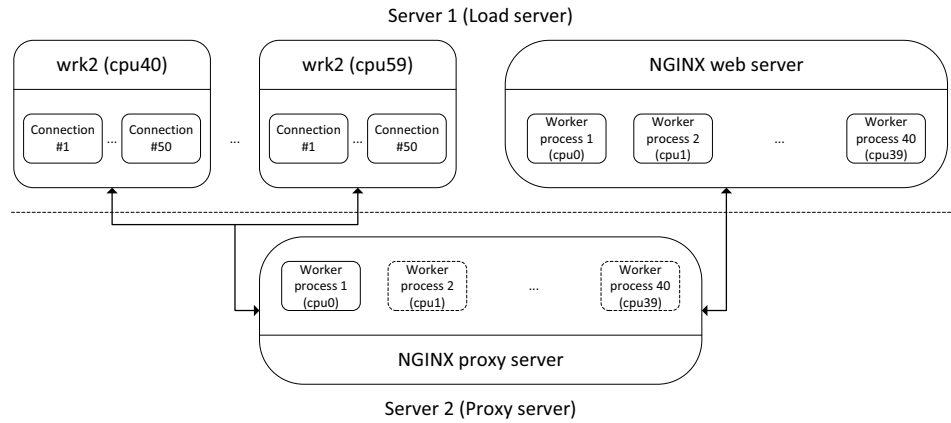 Server 1 (Load server)
wrk2 (cpu40)
Connection
#1
...
Connection
#50
...
wrk2 (cpu59)
Connection
#1
...
Connection
#50
NGINX web server
Worker
process 1
(cpu0)
Worker
process 2
(cpu1)
...
Worker
process 40
(cpu39)
Worker
process 1
(cpu0)
Worker
process 2
(cpu1)
...
Worker
process 40
(cpu39)
NGINX proxy server
Server 2 (Proxy server)